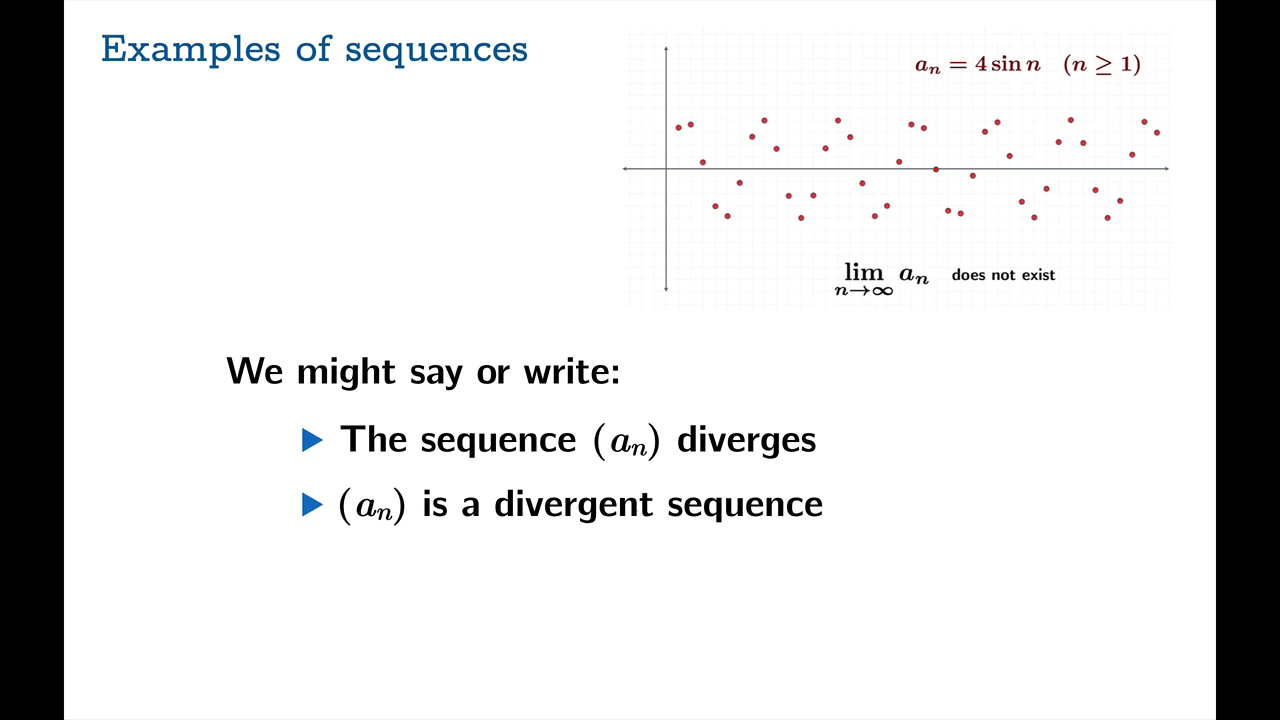 Examples of sequences
aₙ = 4 sin n (n ≥ 1)
lim aₙ does not exist
n→∞
We might say or write:
▶ The sequence (aₙ) diverges
▶ (aₙ) is a divergent sequence